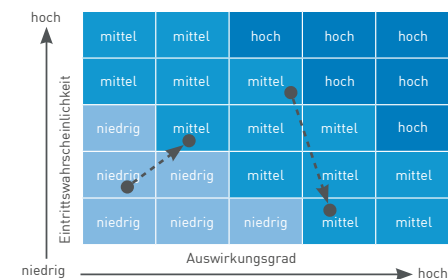 hoch
mittel mittel hoch hoch hoch
mittel mittel mittel hoch hoch
niedrig mittel mittel mittel hoch
niedrig niedrig mittel mittel mittel
niedrig niedrig niedrig mittel mittel
Eintrittswahrscheinlichkeit
Auswirkungsgrad
niedrig
hoch